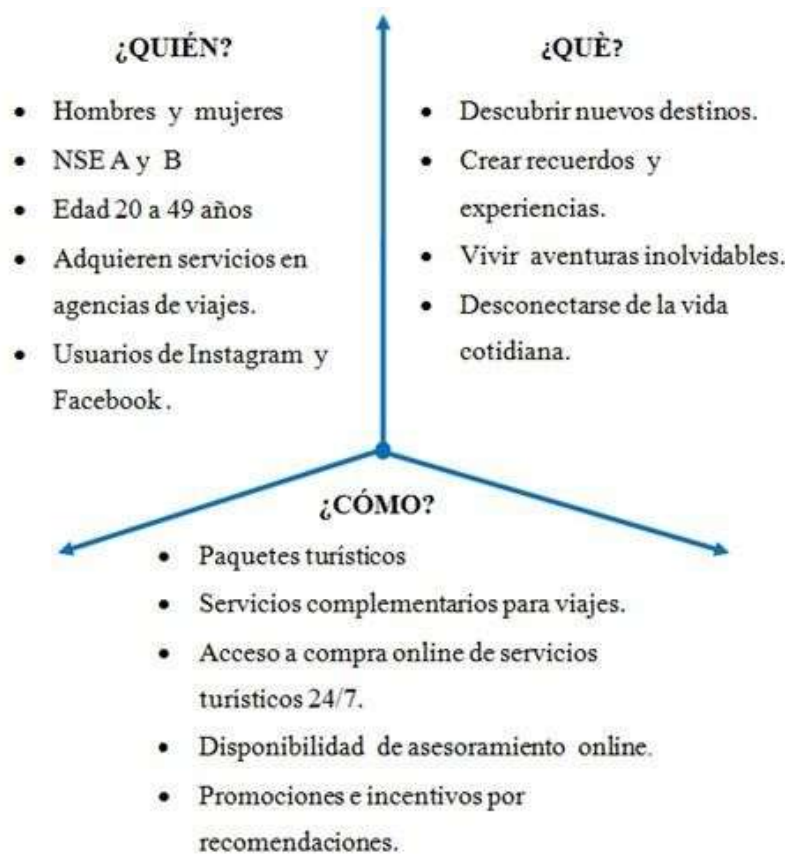 ¿QUIÉN?
• Hombres y mujeres
• NSE A y B
• Edad 20 a 49 años
• Adquieren servicios en
agencias de viajes.
• Usuarios de Instagram y
Facebook.
¿QUÈ?
• Descubrir nuevos destinos.
• Crear recuerdos y
experiencias.
• Vivir aventuras inolvidables.
• Desconectarse de la vida
cotidiana.
¿CÓMO?
• Paquetes turísticos
• Servicios complementarios para viajes.
• Acceso a compra online de servicios
turísticos 24/7.
• Disponibilidad de asesoramiento online.
• Promociones e incentivos por
recomendaciones.